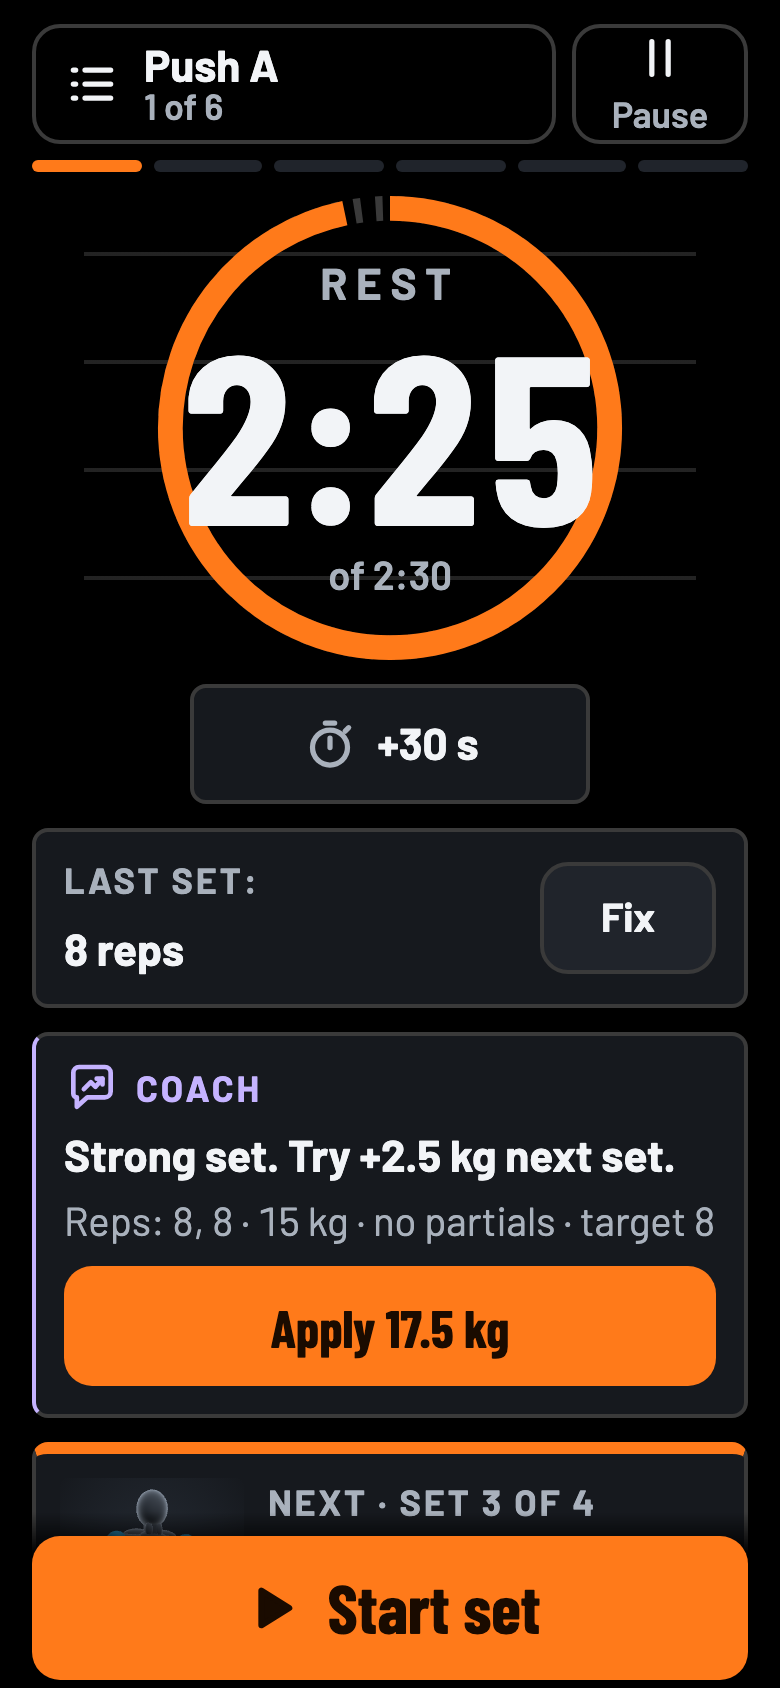 Push A
1 of 6
Pause
REST
2:25
of 2:30
+30 s
LAST SET:
8 reps
Fix
COACH
Strong set. Try +2.5 kg next set.
Reps: 8, 8 · 15 kg · no partials · target 8
Apply 17.5 kg
NEXT · SET 3 OF 4
Start set